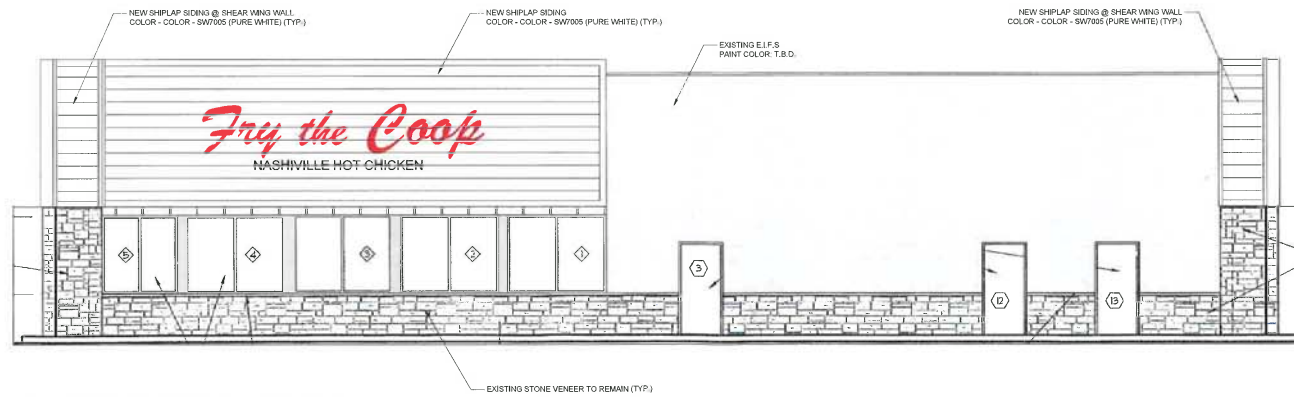 NEW SHIPLAP SIDING @ SHEAR WING WALL
COLOR - COLOR - SW7005 (PURE WHITE) (TYP.)
NEW SHIPLAP SIDING
COLOR - COLOR - SW7005 (PURE WHITE) (TYP.)
NEW SHIPLAP SIDING @ SHEAR WING WALL
COLOR - COLOR - SW7005 (PURE WHITE) (TYP.)
EXISTING E.I.F.S
PAINT COLOR: T.B.D.
Fry the Coop
NASHIVILLE HOT CHICKEN
5
4
3
2
1
3
12
13
EXISTING STONE VENEER TO REMAIN (TYP.)